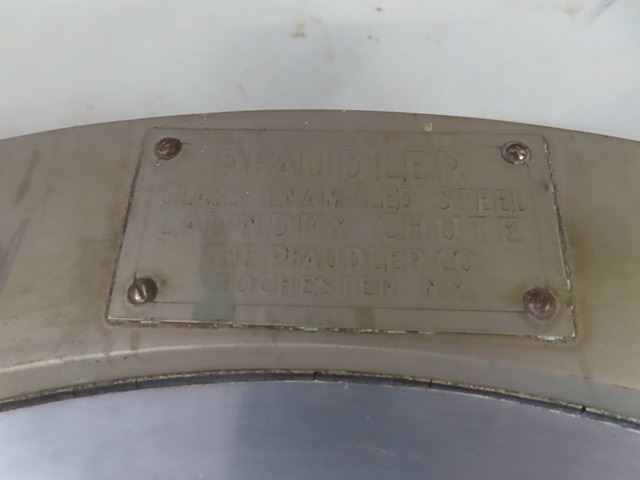 PFAUDLER
GLASS ENAMELED STEEL
LAUNDRY CHUTE
THE PFAUDLER CO.
ROCHESTER N.Y.